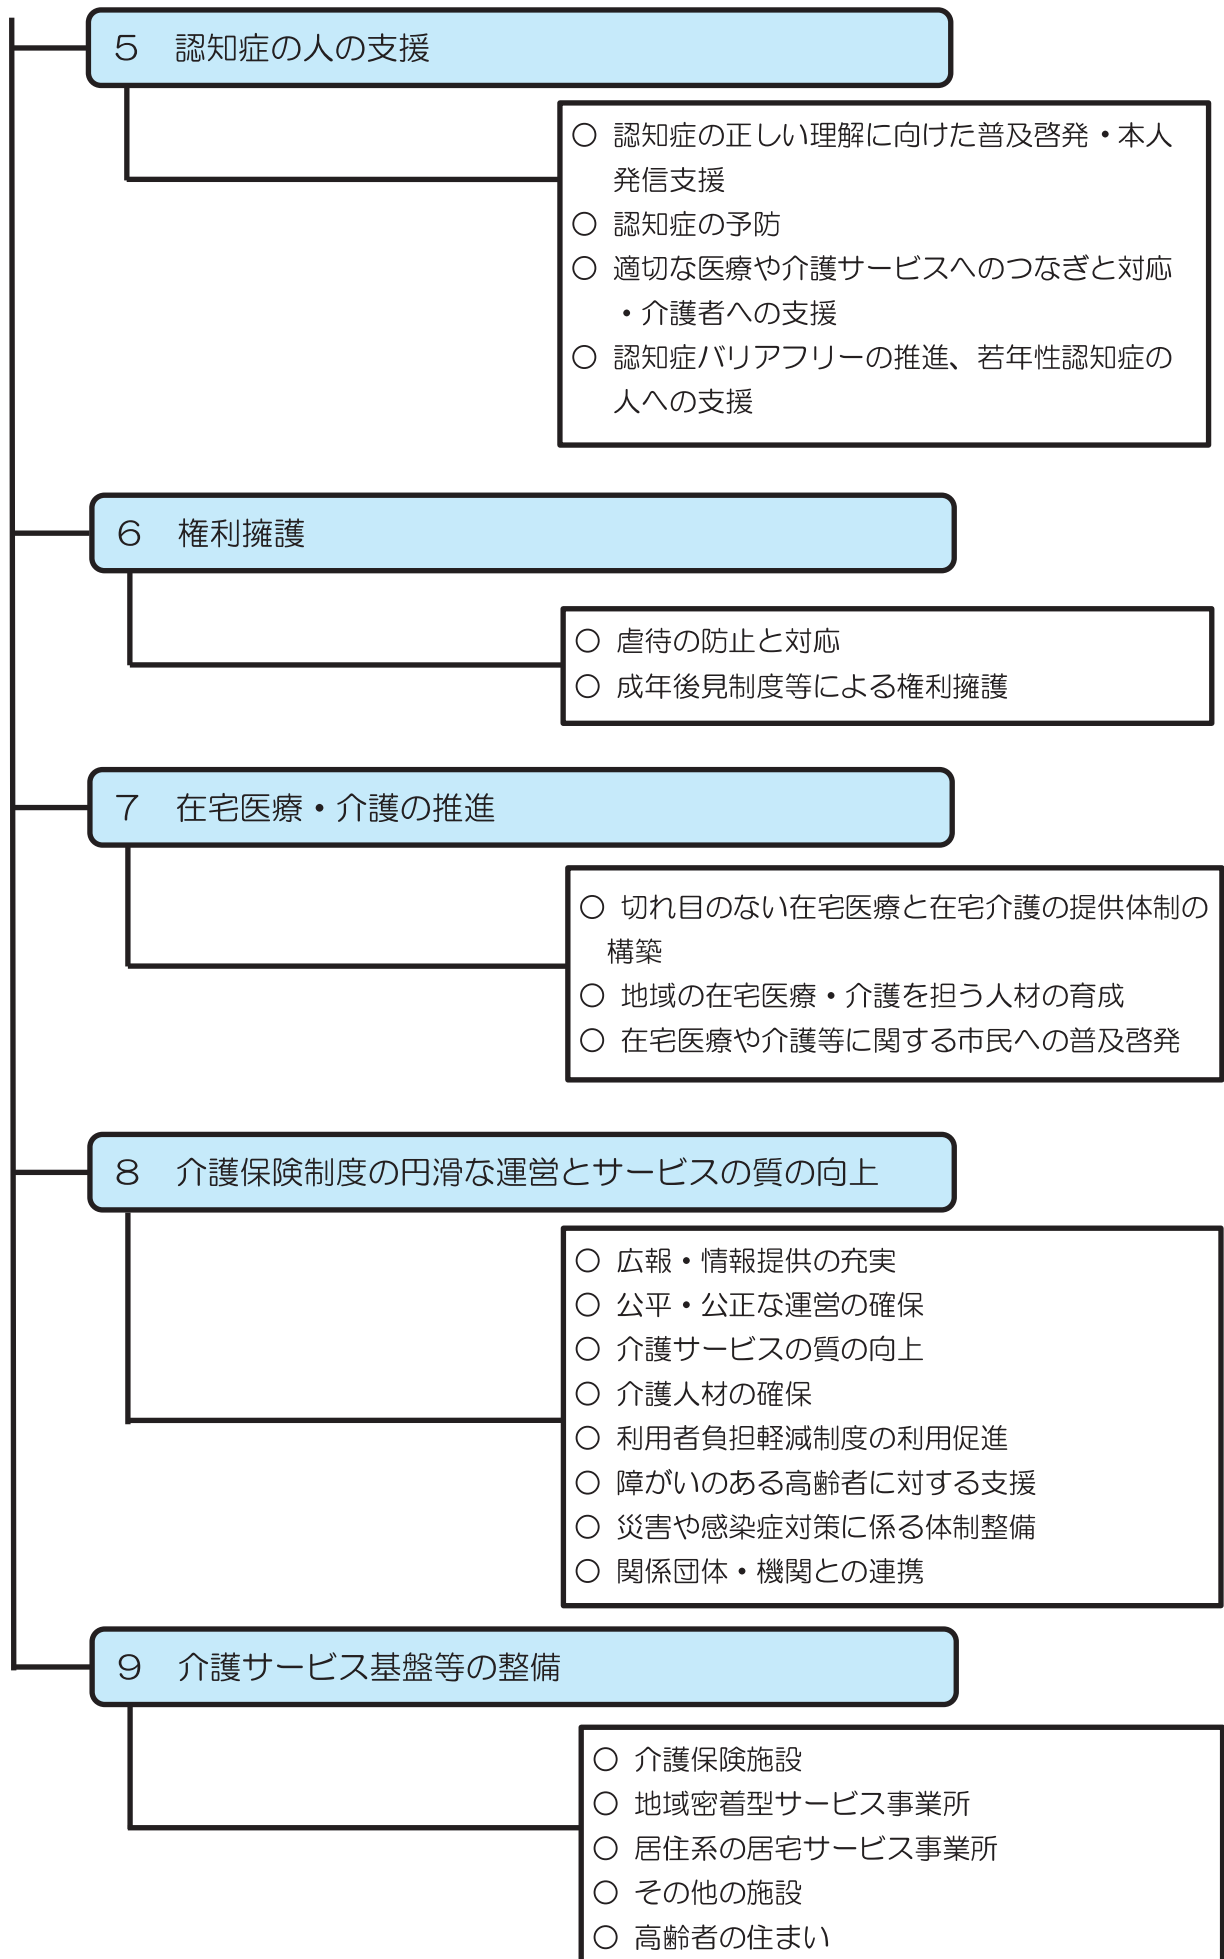 5 認知症の人の支援
○ 認知症の正しい理解に向けた普及啓発・本人
発信支援
○ 認知症の予防
○ 適切な医療や介護サービスへのつなぎと対応
・介護者への支援
○ 認知症バリアフリーの推進、若年性認知症の
人への支援
6 権利擁護
○ 虐待の防止と対応
○ 成年後見制度等による権利擁護
7 在宅医療・介護の推進
○ 切れ目のない在宅医療と在宅介護の提供体制の
構築
○ 地域の在宅医療・介護を担う人材の育成
○ 在宅医療や介護等に関する市民への普及啓発
8 介護保険制度の円滑な運営とサービスの質の向上
○ 広報・情報提供の充実
○ 公平・公正な運営の確保
○ 介護サービスの質の向上
○ 介護人材の確保
○ 利用者負担軽減制度の利用促進
○ 障がいのある高齢者に対する支援
○ 災害や感染症対策に係る体制整備
○ 関係団体・機関との連携
9 介護サービス基盤等の整備
○ 介護保険施設
○ 地域密着型サービス事業所
○ 居住系の居宅サービス事業所
○ その他の施設
○ 高齢者の住まい